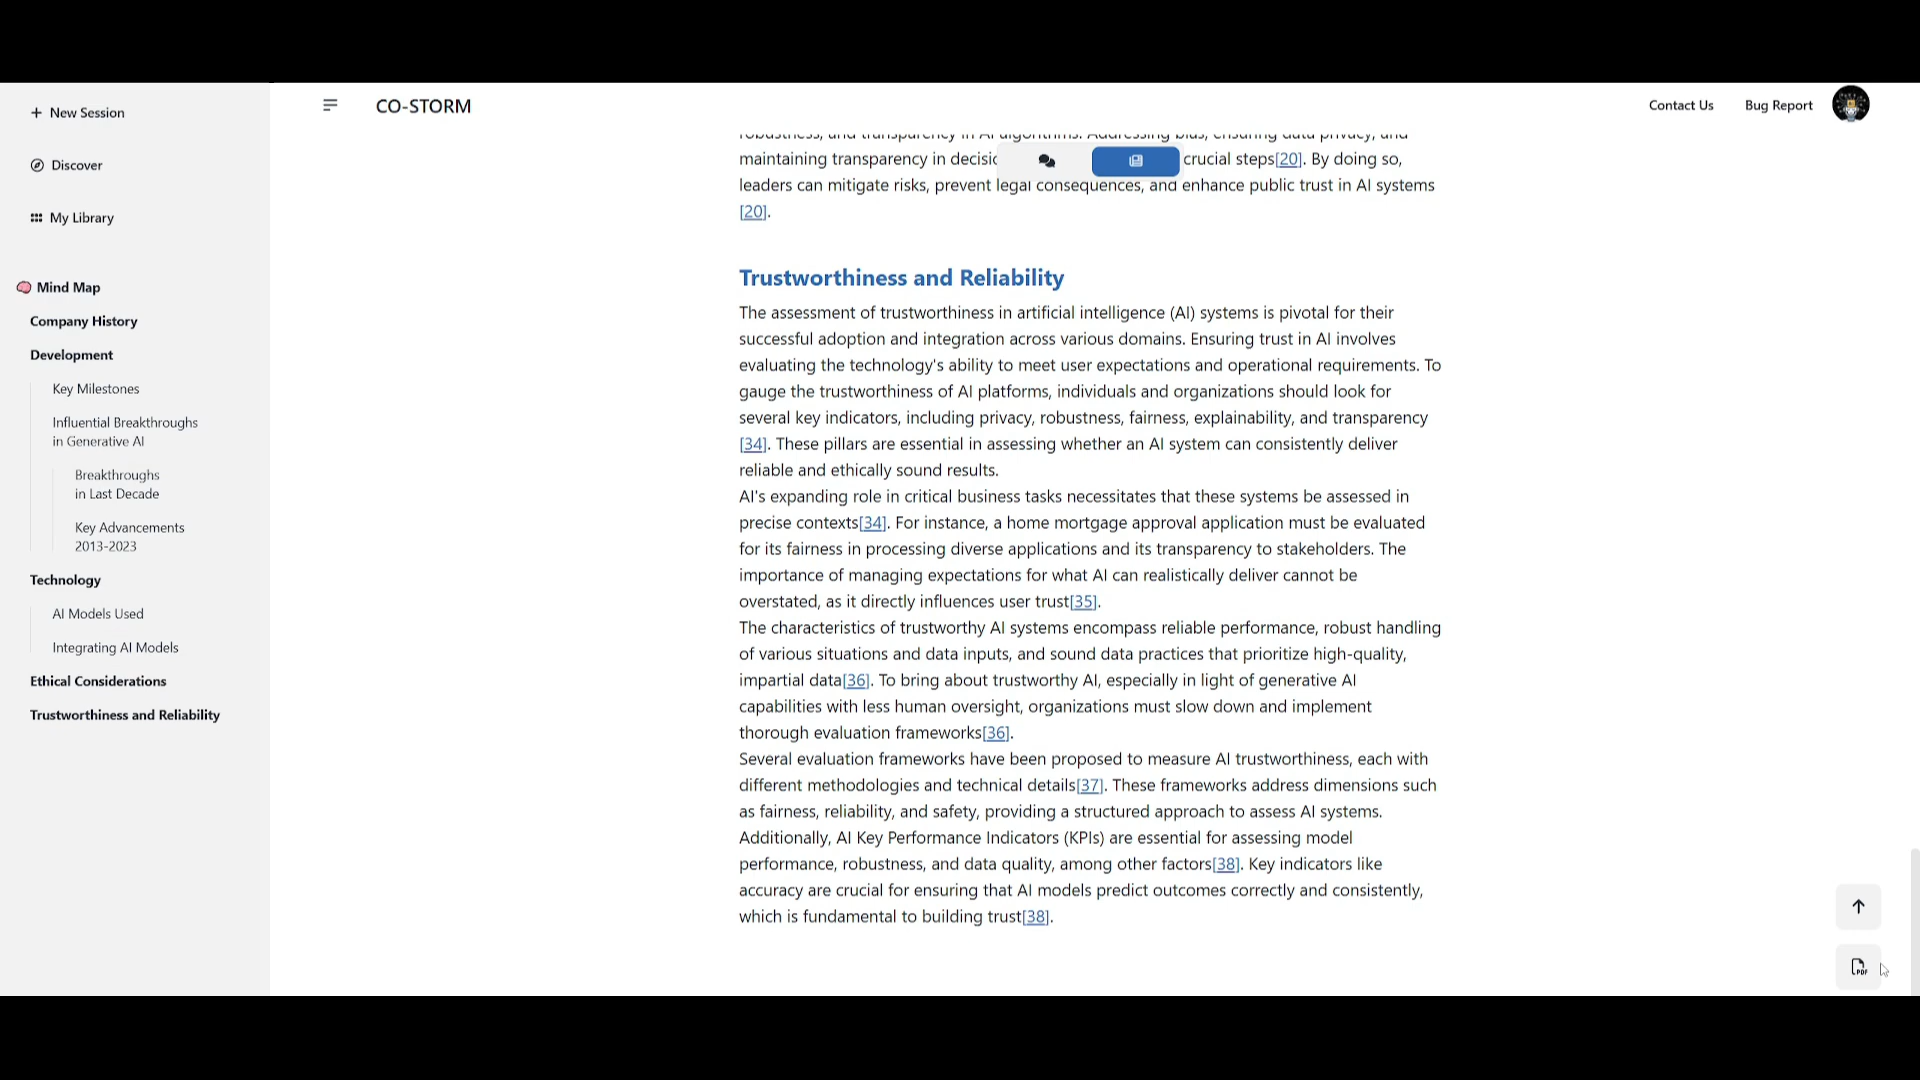 New Session
Discover
My Library
Mind Map
Company History
Development
Key Milestones
Influential Breakthroughs
in Generative AI
Breakthroughs
in Last Decade
Key Advancements
2013-2023
Technology
AI Models Used
Integrating AI Models
Ethical Considerations
Trustworthiness and Reliability
CO-STORM
Contact Us
Bug Report
robustness, and transparency in AI algorithms. Addressing bias, ensuring data privacy, and
maintaining transparency in crucial steps[20]. By doing so,
leaders can mitigate risks, prevent legal consequences, and enhance public trust in AI systems
[20].
Trustworthiness and Reliability
The assessment of trustworthiness in artificial intelligence (AI) systems is pivotal for their
successful adoption and integration across various domains. Ensuring trust in AI involves
evaluating the technology's ability to meet user expectations and operational requirements. To
gauge the trustworthiness of AI platforms, individuals and organizations should look for
several key indicators, including privacy, robustness, fairness, explainability, and transparency
[34]. These pillars are essential in assessing whether an AI system can consistently deliver
reliable and ethically sound results.
AI's expanding role in critical business tasks necessitates that these systems be assessed in
precise contexts[34]. For instance, a home mortgage approval application must be evaluated
for its fairness in processing diverse applications and its transparency to stakeholders. The
importance of managing expectations for what AI can realistically deliver cannot be
overstated, as it directly influences user trust[35].
The characteristics of trustworthy AI systems encompass reliable performance, robust handling
of various situations and data inputs, and sound data practices that prioritize high-quality,
impartial data[36]. To bring about trustworthy AI, especially in light of generative AI
capabilities with less human oversight, organizations must slow down and implement
thorough evaluation frameworks[36].
Several evaluation frameworks have been proposed to measure AI trustworthiness, each with
different methodologies and technical details[37]. These frameworks address dimensions such
as fairness, reliability, and safety, providing a structured approach to assess AI systems.
Additionally, AI Key Performance Indicators (KPIs) are essential for assessing model
performance, robustness, and data quality, among other factors[38]. Key indicators like
accuracy are crucial for ensuring that AI models predict outcomes correctly and consistently,
which is fundamental to building trust[38].
PDF